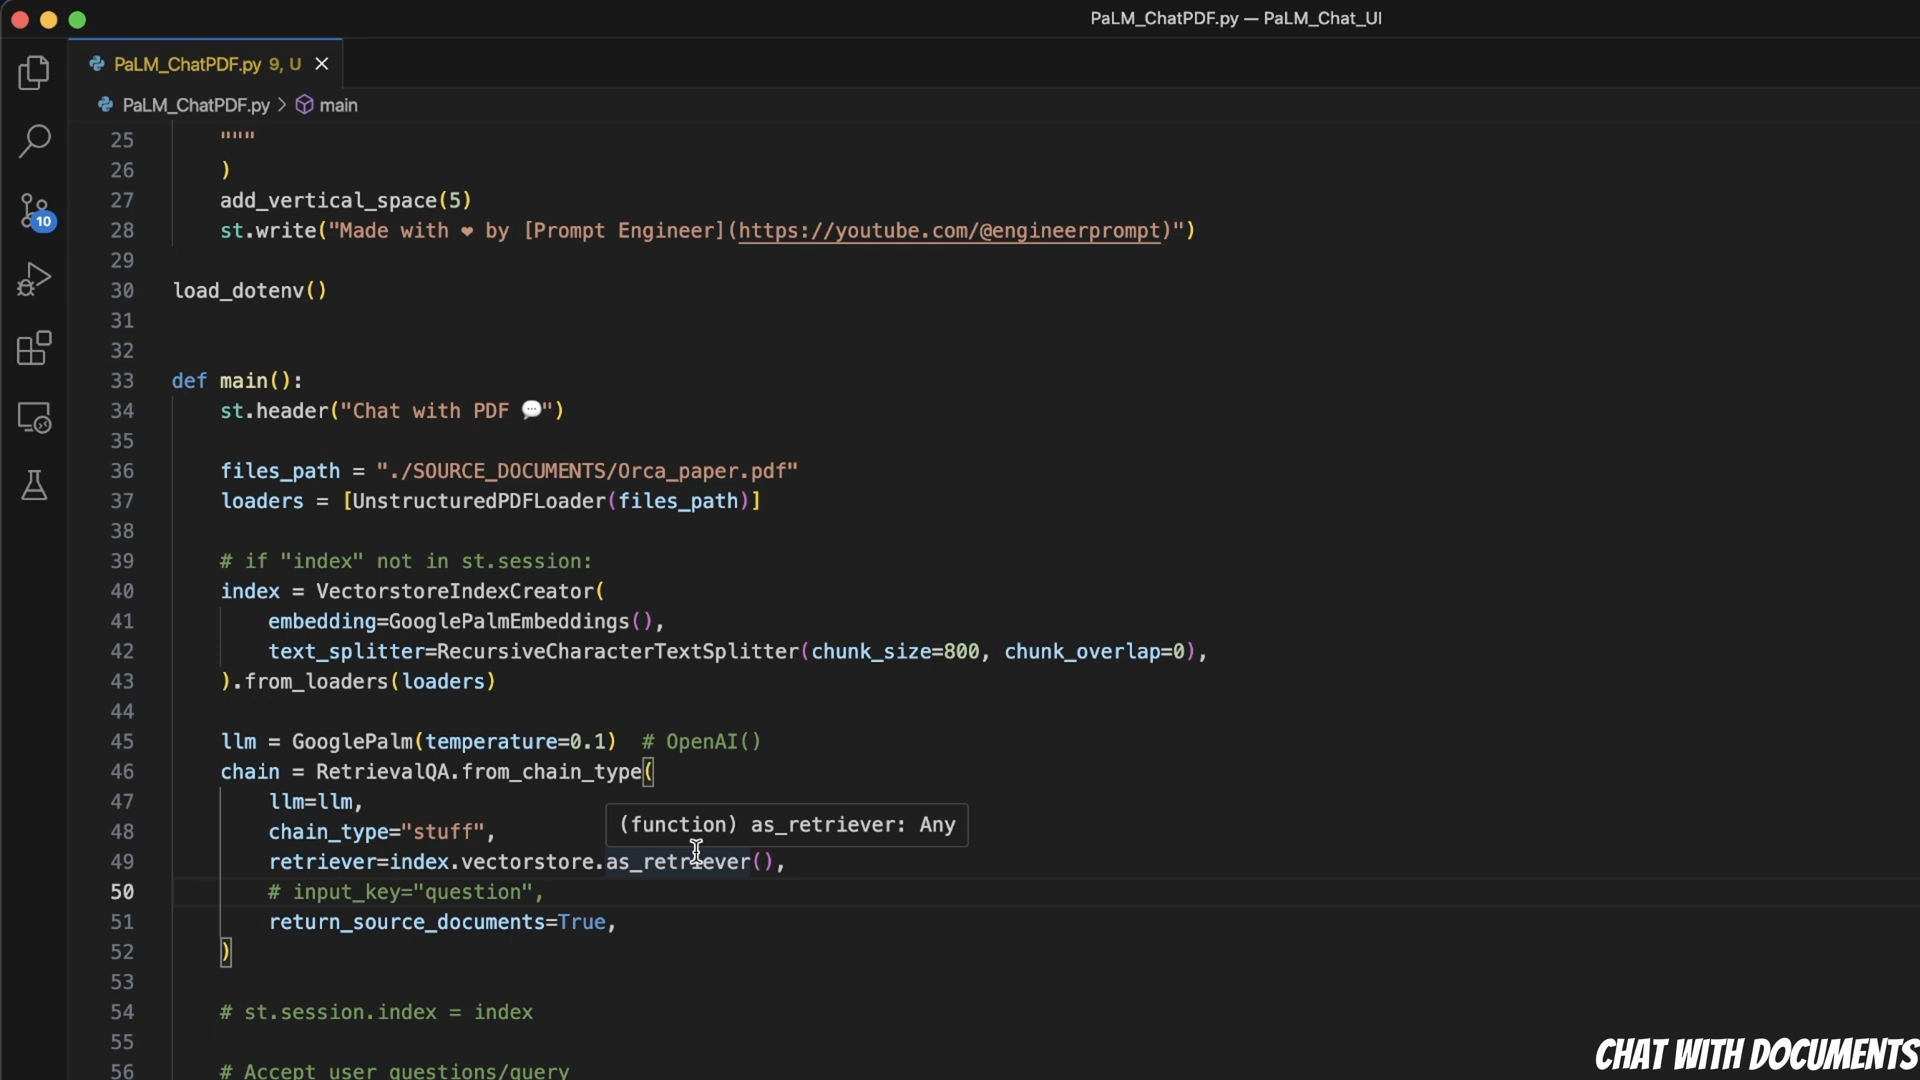 PaLM_ChatPDF.py — PaLM_Chat_UI
PaLM_ChatPDF.py 9, U
PaLM_ChatPDF.py > main
10
25 """
26 )
27 add_vertical_space(5)
28 st.write("Made with ❤ by [Prompt Engineer](https://youtube.com/@engineerprompt)")
29
30 load_dotenv()
31
32
33 def main():
34 st.header("Chat with PDF 💬")
35
36 files_path = "./SOURCE_DOCUMENTS/Orca_paper.pdf"
37 loaders = [UnstructuredPDFLoader(files_path)]
38
39 # if "index" not in st.session:
40 index = VectorstoreIndexCreator(
41 embedding=GooglePalmEmbeddings(),
42 text_splitter=RecursiveCharacterTextSplitter(chunk_size=800, chunk_overlap=0),
43 ).from_loaders(loaders)
44
45 llm = GooglePalm(temperature=0.1)  # OpenAI()
46 chain = RetrievalQA.from_chain_type(
47 llm=llm,
(function) as_retriever: Any
48 chain_type="stuff",
49 retriever=index.vectorstore.as_retriever(),
50 # input_key="question",
51 return_source_documents=True,
52 )
53
54 # st.session.index = index
55
56 # Accept user questions/query
CHAT WITH DOCUMENTS